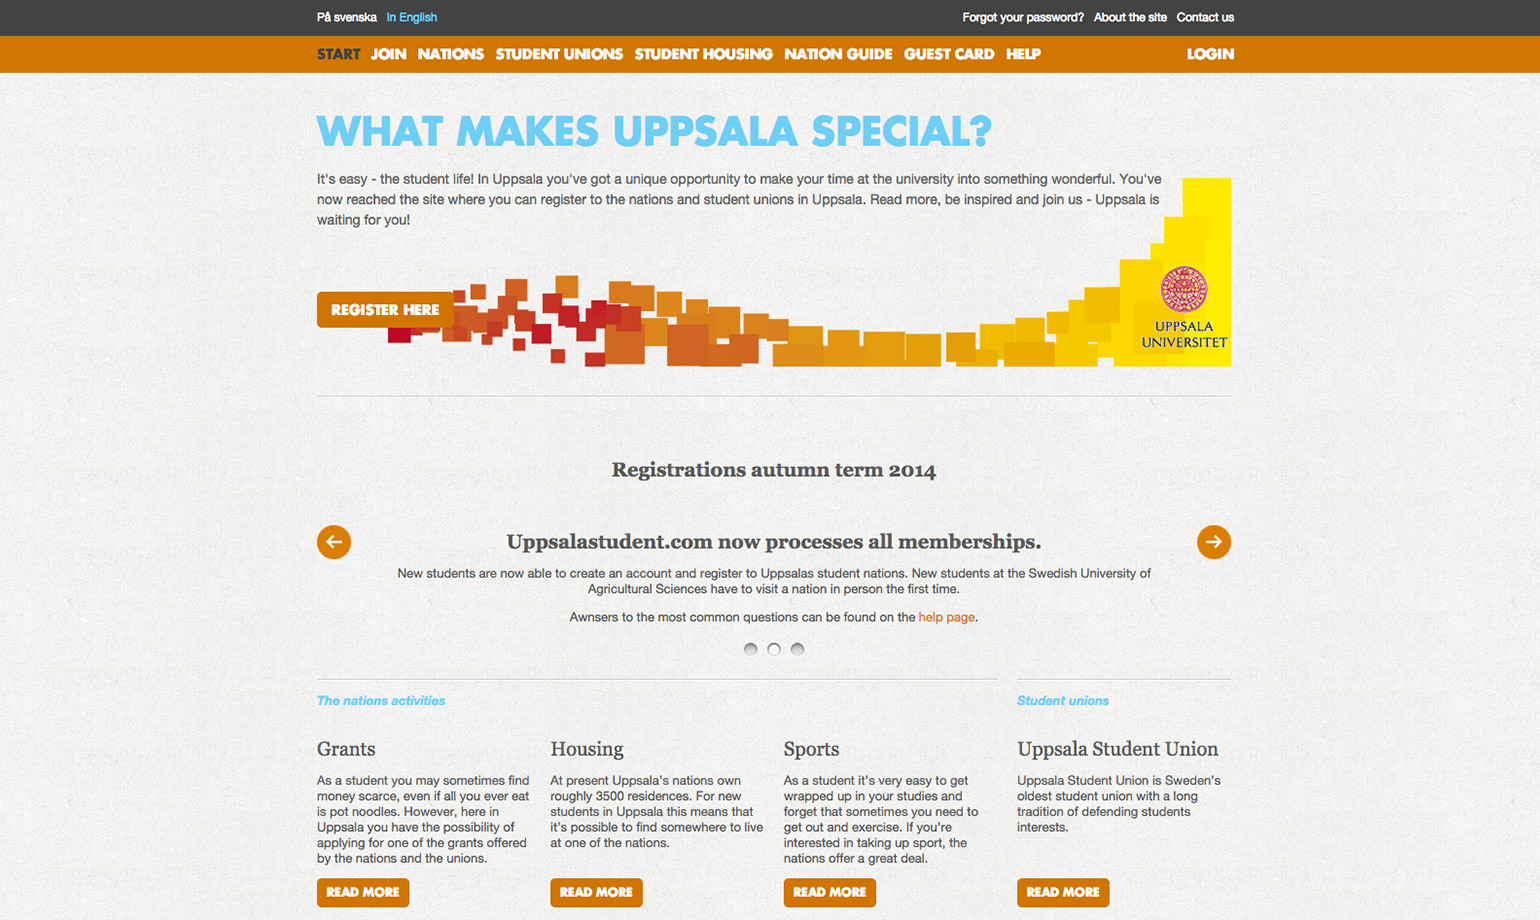 På svenska In English Forgot your password? About the site Contact us
START JOIN NATIONS STUDENT UNIONS STUDENT HOUSING NATION GUIDE GUEST CARD HELP LOGIN
WHAT MAKES UPPSALA SPECIAL?
It's easy - the student life! In Uppsala you've got a unique opportunity to make your time at the university into something wonderful. You've
now reached the site where you can register to the nations and student unions in Uppsala. Read more, be inspired and join us - Uppsala is
waiting for you!
REGISTER HERE
UPPSALA
UNIVERSITET
Registrations autumn term 2014
Uppsalastudent.com now processes all memberships.
New students are now able to create an account and register to Uppsalas student nations. New students at the Swedish University of
Agricultural Sciences have to visit a nation in person the first time.
Awnsers to the most common questions can be found on the help page.
The nations activities
Grants
As a student you may sometimes find
money scarce, even if all you ever eat
is pot noodles. However, here in
Uppsala you have the possibility of
applying for one of the grants offered
by the nations and the unions.
READ MORE
Housing
At present Uppsala's nations own
roughly 3500 residences. For new
students in Uppsala this means that
it's possible to find somewhere to live
at one of the nations.
READ MORE
Sports
As a student it's very easy to get
wrapped up in your studies and
forget that sometimes you need to
get out and exercise. If you're
interested in taking up sport, the
nations offer a great deal.
READ MORE
Student unions
Uppsala Student Union
Uppsala Student Union is Sweden's
oldest student union with a long
tradition of defending students
interests.
READ MORE